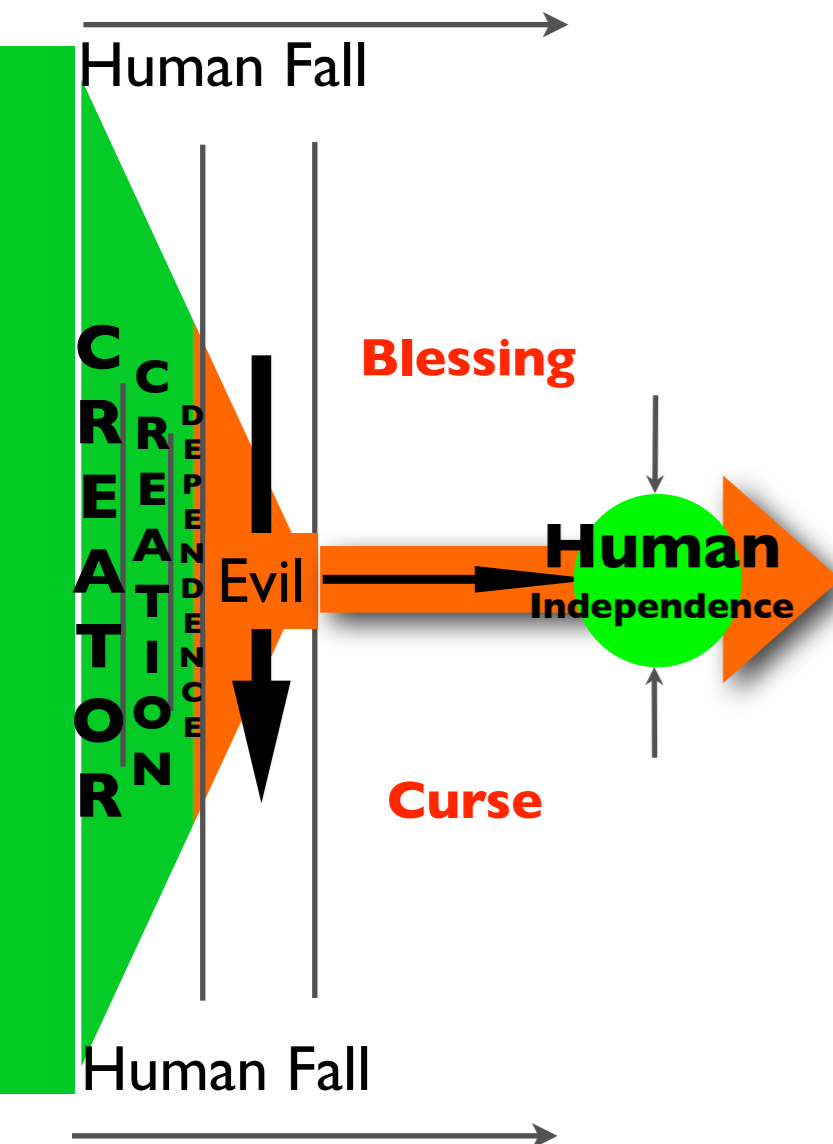 Human Fall
CREATOR
CREATION
DEPENDENCE
Blessing
Evil
Human
Independence
Curse
Human Fall